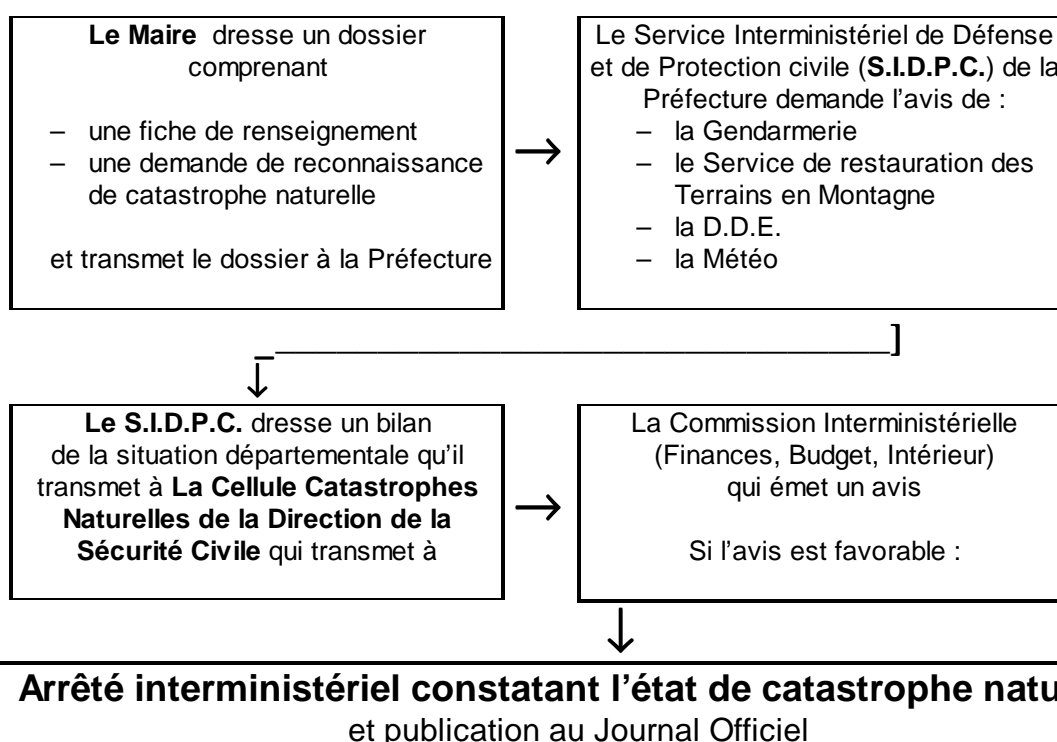 Le Maire dresse un dossier
comprenant
– une fiche de renseignement
– une demande de reconnaissance
de catastrophe naturelle
et transmet le dossier à la Préfecture
Le Service Interministériel de Défense
et de Protection civile (S.I.D.P.C.) de la
Préfecture demande l’avis de :
– la Gendarmerie
– le Service de restauration des
Terrains en Montagne
– la D.D.E.
– la Météo
Le S.I.D.P.C. dresse un bilan
de la situation départementale qu’il
transmet à La Cellule Catastrophes
Naturelles de la Direction de la
Sécurité Civile qui transmet à
La Commission Interministérielle
(Finances, Budget, Intérieur)
qui émet un avis
Si l’avis est favorable :
Arrêté interministériel constatant l’état de catastrophe natu
et publication au Journal Officiel